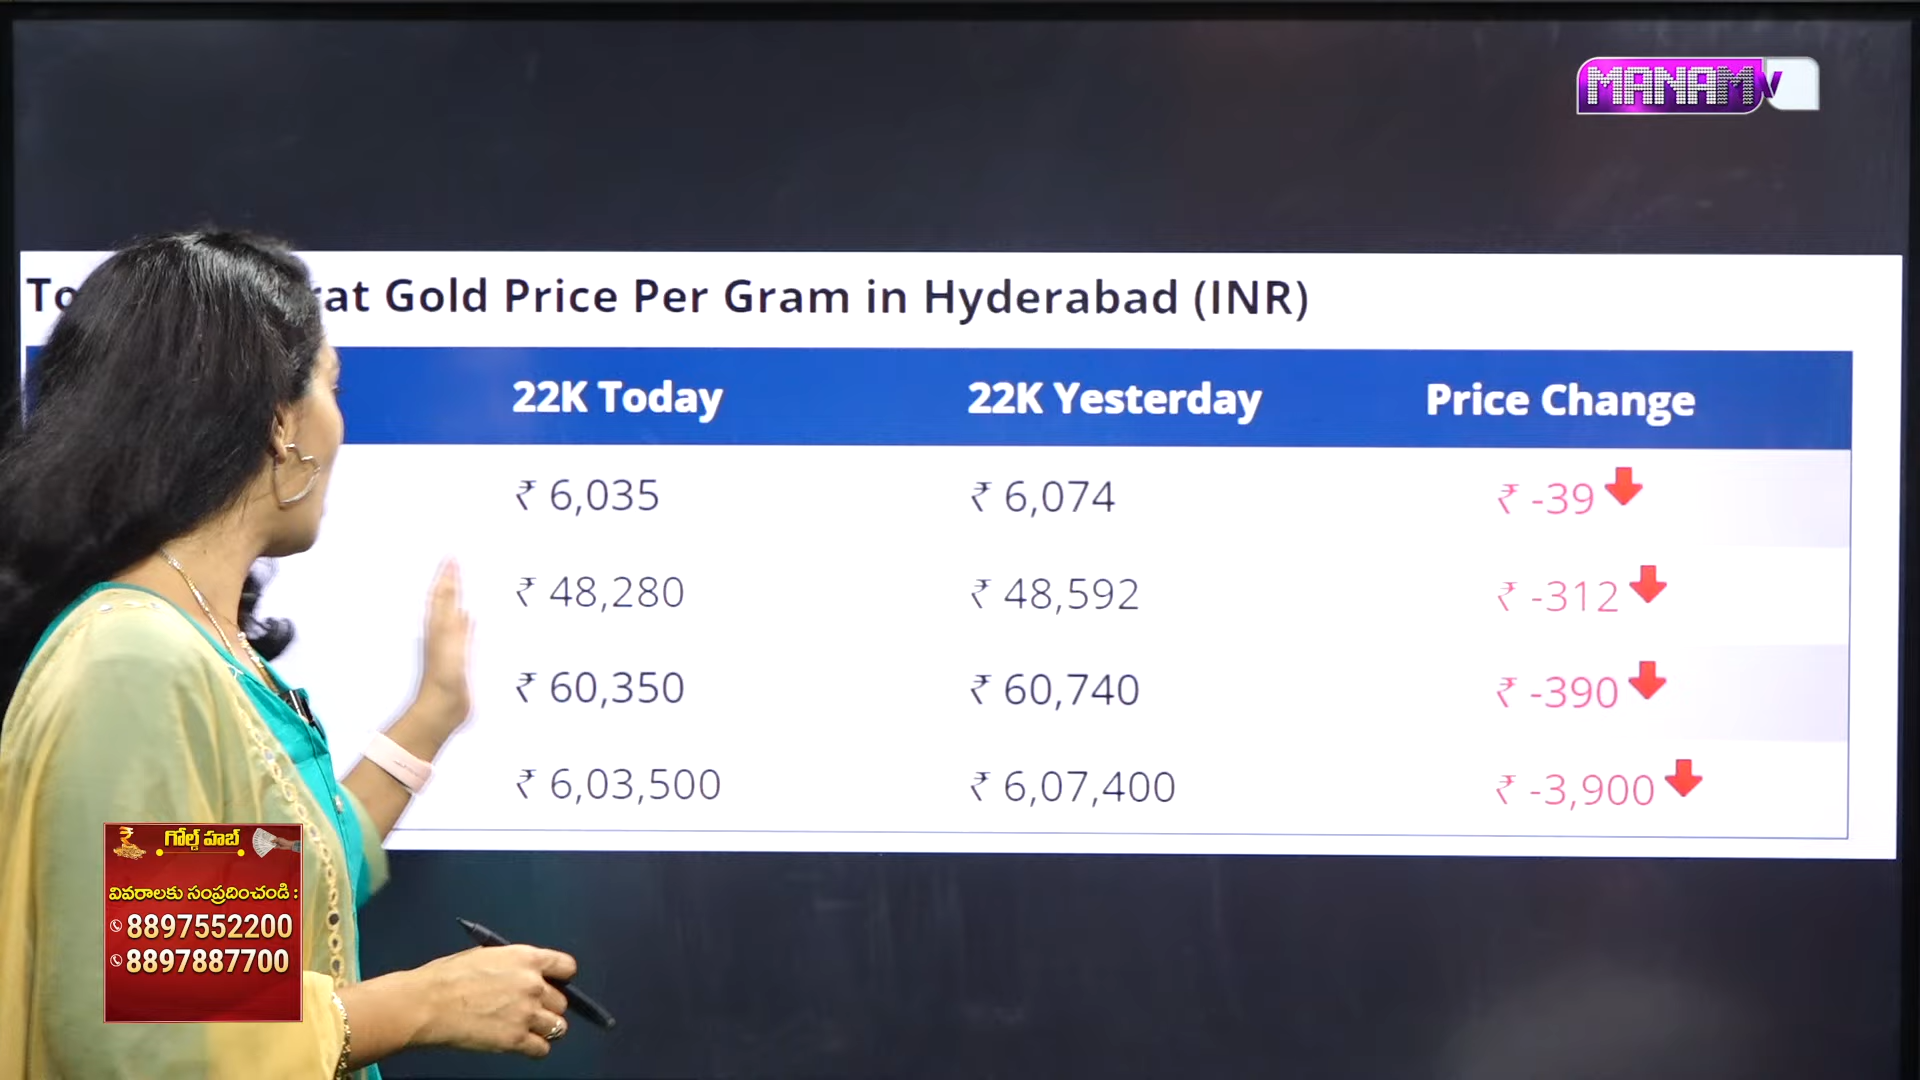 MANAM
rat Gold Price Per Gram in Hyderabad (INR)
22K Today 22K Yesterday Price Change
₹ 6,035 ₹ 6,074 ₹ -39
₹ 48,280 ₹ 48,592 ₹ -312
₹ 60,350 ₹ 60,740 ₹ -390
₹ 6,03,500 ₹ 6,07,400 ₹ -3,900
గోల్డ్ హబ్
వివరాలకు సంప్రదించండి :
8897552200
8897887700